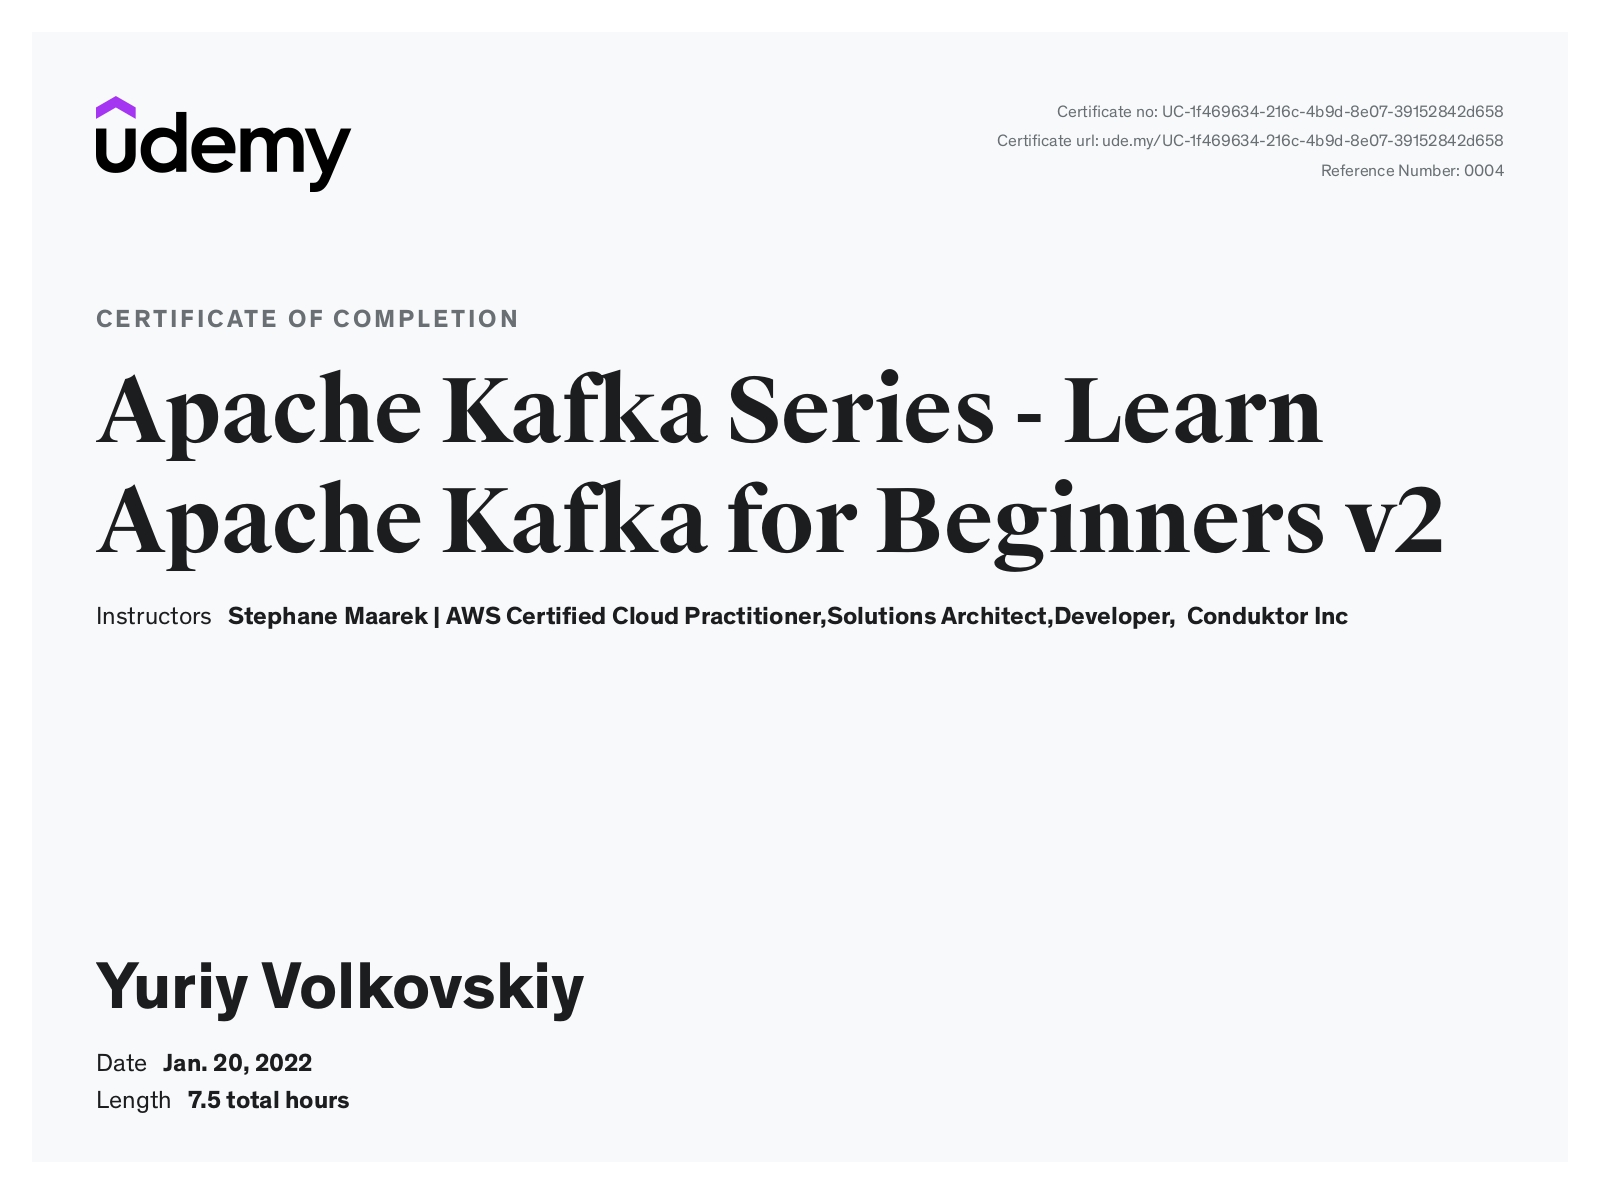 udemy
Certificate no: UC-1f469634-216c-4b9d-8e07-39152842d658
Certificate url: ude.my/UC-1f469634-216c-4b9d-8e07-39152842d658
Reference Number: 0004
CERTIFICATE OF COMPLETION
Apache Kafka Series - Learn
Apache Kafka for Beginners v2
Instructors Stephane Maarek | AWS Certified Cloud Practitioner,Solutions Architect,Developer, Conduktor Inc
Yuriy Volkovskiy
Date Jan. 20, 2022
Length 7.5 total hours